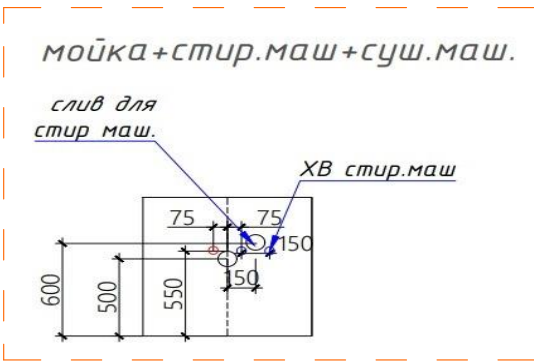 мойка+стир.маш+суш.маш.
слив для
стир маш.
ХВ стир.маш
75 75
150
150
600
500
550